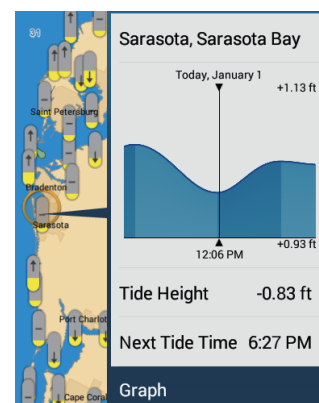 31
Saint Petersburg
Bradenton
Sarasota
Port Charlot
Cape Coral
Sarasota, Sarasota Bay
Today, January 1
+1.13 ft
+0.93 ft
12:06 PM
Tide Height -0.83 ft
Next Tide Time 6:27 PM
Graph